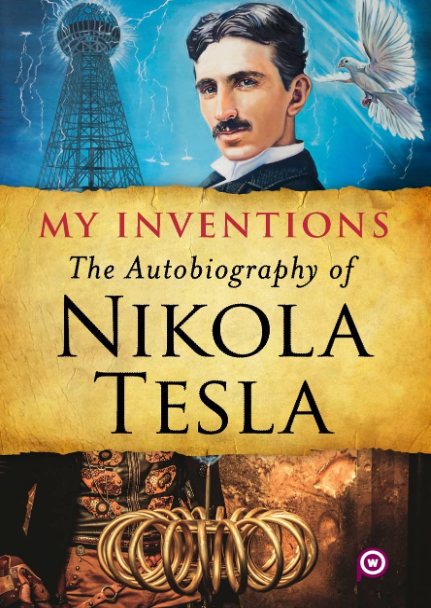 MY INVENTIONS
The Autobiography of
NIKOLA
TESLA
W